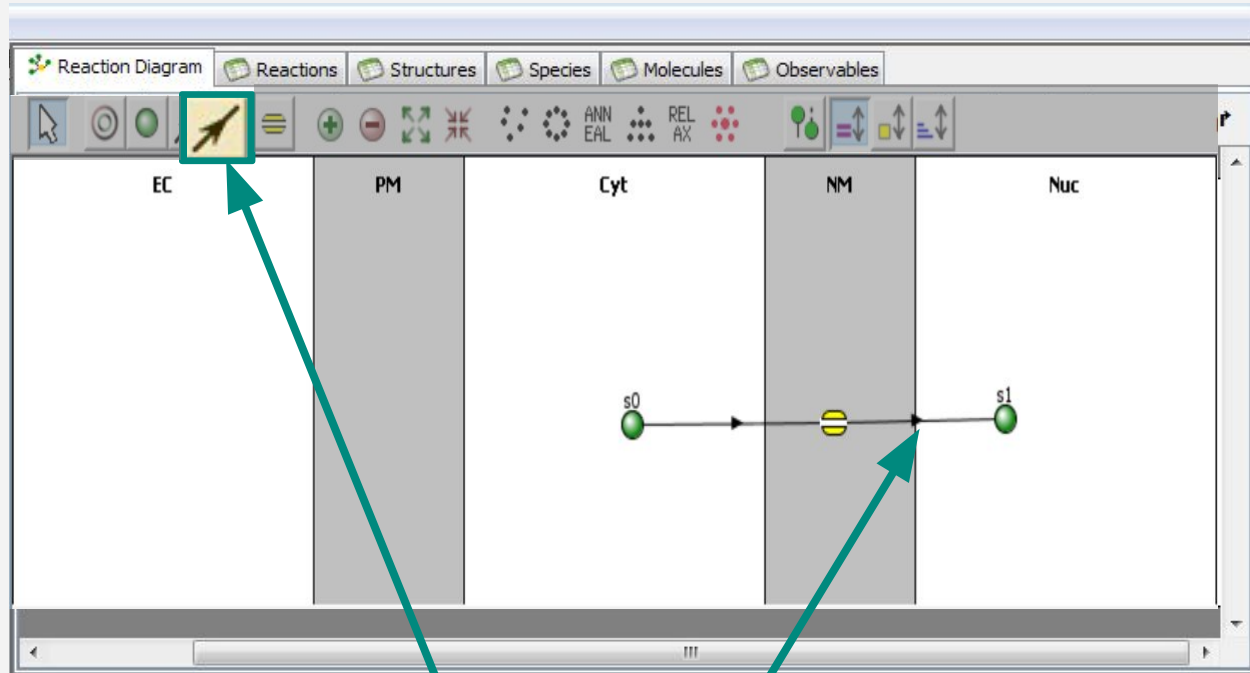 Reaction Diagram Reactions Structures Species Molecules Observables
ANN EAL REL AX
EC PM Cyt NM Nuc
s0 s1